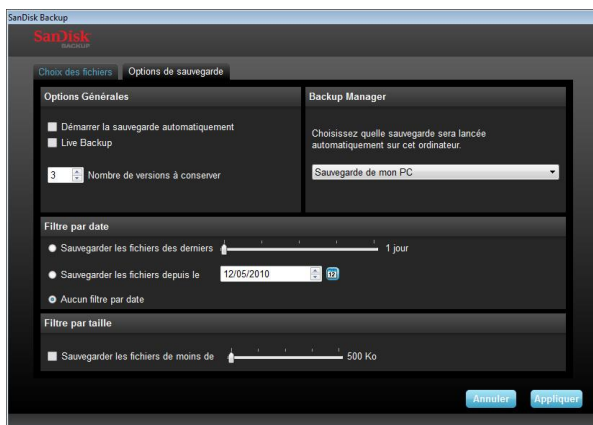 SanDisk Backup
SanDisk
BACKUP
Choix des fichiers
Options de sauvegarde
Options Générales
Démarrer la sauvegarde automatiquement
Live Backup
3 Nombre de versions à conserver
Backup Manager
Choisissez quelle sauvegarde sera lancée
automatiquement sur cet ordinateur.
Sauvegarde de mon PC
Filtre par date
Sauvegarder les fichiers des derniers 1 jour
Sauvegarder les fichiers depuis le 12/05/2010 12
Aucun filtre par date
Filtre par taille
Sauvegarder les fichiers de moins de 500 Ko
Annuler Appliquer